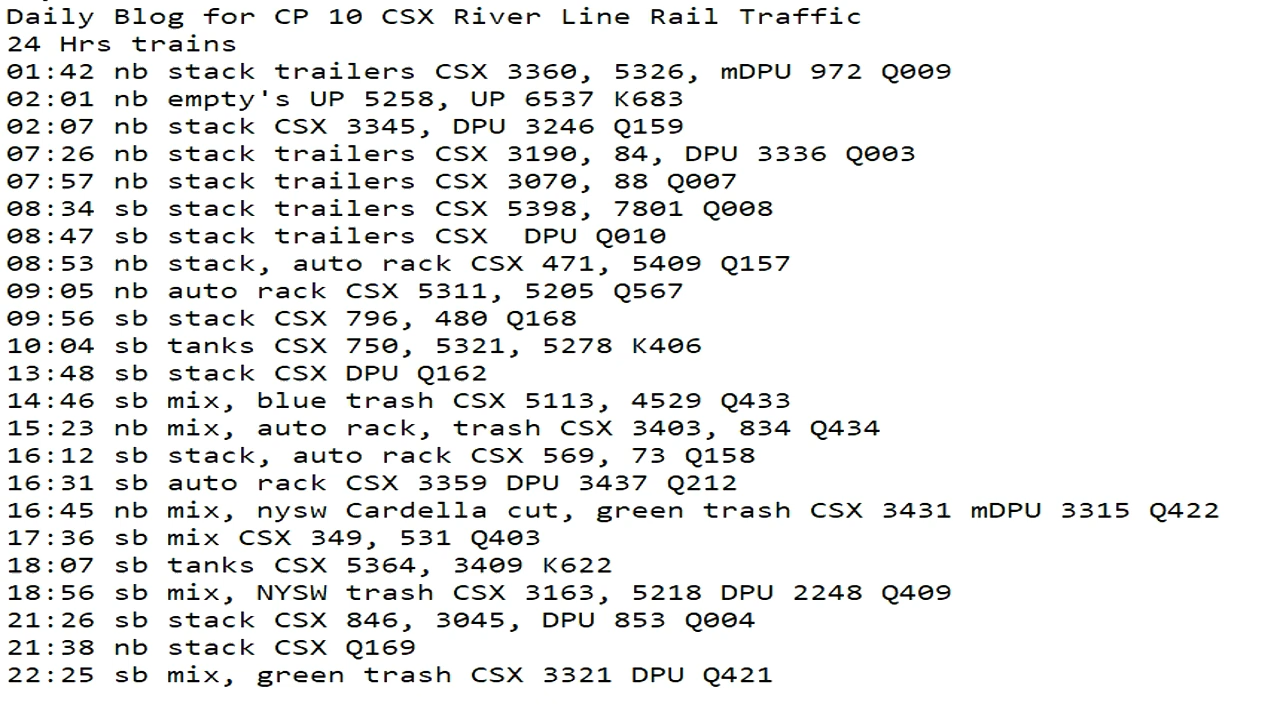 Daily Blog for CP 10 CSX River Line Rail Traffic
24 Hrs trains
01:42 nb stack trailers CSX 3360, 5326, mDPU 972 Q009
02:01 nb empty's UP 5258, UP 6537 K683
02:07 nb stack CSX 3345, DPU 3246 Q159
07:26 nb stack trailers CSX 3190, 84, DPU 3336 Q003
07:57 nb stack trailers CSX 3070, 88 Q007
08:34 sb stack trailers CSX 5398, 7801 Q008
08:47 sb stack trailers CSX  DPU Q010
08:53 nb stack, auto rack CSX 471, 5409 Q157
09:05 nb auto rack CSX 5311, 5205 Q567
09:56 sb stack CSX 796, 480 Q168
10:04 sb tanks CSX 750, 5321, 5278 K406
13:48 sb stack CSX DPU Q162
14:46 sb mix, blue trash CSX 5113, 4529 Q433
15:23 nb mix, auto rack, trash CSX 3403, 834 Q434
16:12 sb stack, auto rack CSX 569, 73 Q158
16:31 sb auto rack CSX 3359 DPU 3437 Q212
16:45 nb mix, nysw Cardella cut, green trash CSX 3431 mDPU 3315 Q422
17:36 sb mix CSX 349, 531 Q403
18:07 sb tanks CSX 5364, 3409 K622
18:56 sb mix, NYSW trash CSX 3163, 5218 DPU 2248 Q409
21:26 sb stack CSX 846, 3045, DPU 853 Q004
21:38 nb stack CSX Q169
22:25 sb mix, green trash CSX 3321 DPU Q421